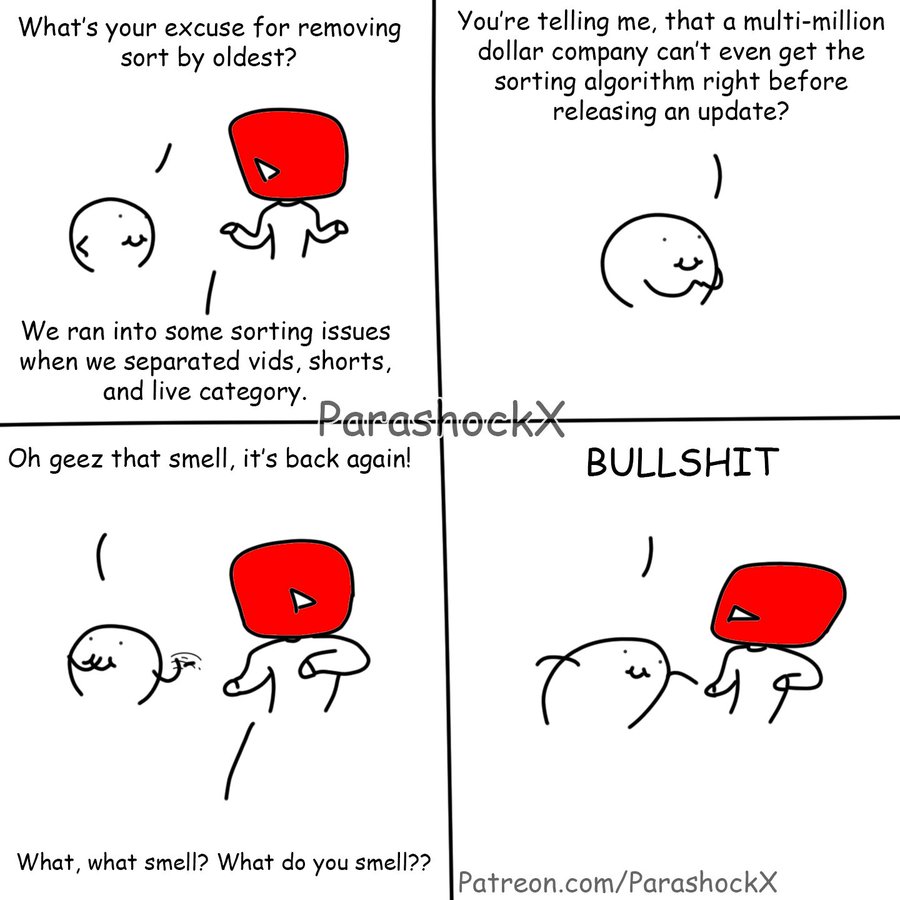 What's your excuse for removing
sort by oldest?
We ran into some sorting issues
when we separated vids, shorts,
and live category.
You're telling me, that a multi-million
dollar company can't even get the
sorting algorithm right before
releasing an update?
ParashockX
Oh geez that smell, it's back again!
What, what smell? What do you smell??
BULLSHIT
Patreon.com/ParashockX